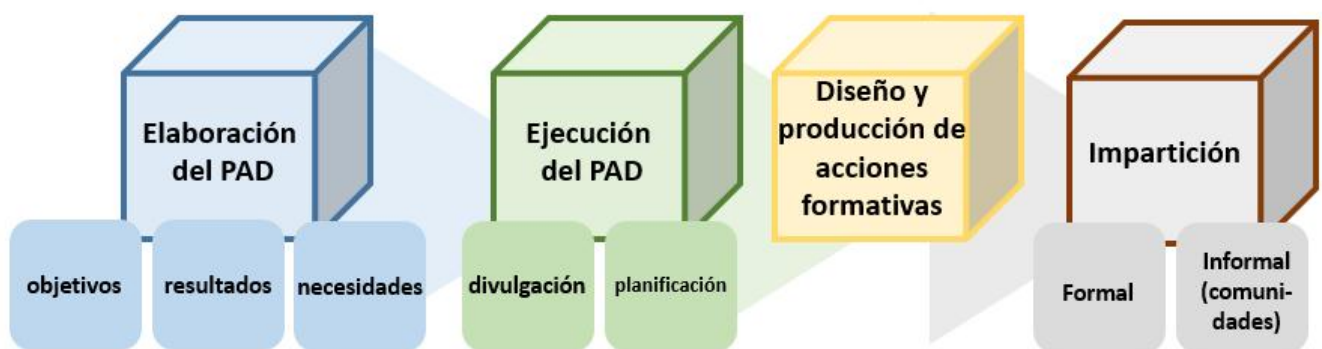 Elaboración
del PAD
objetivos
resultados
necesidades
Ejecución
del PAD
divulgación
planificación
Diseño y
producción de
acciones
formativas
Impartición
Formal
Informal
(comuni-
dades)